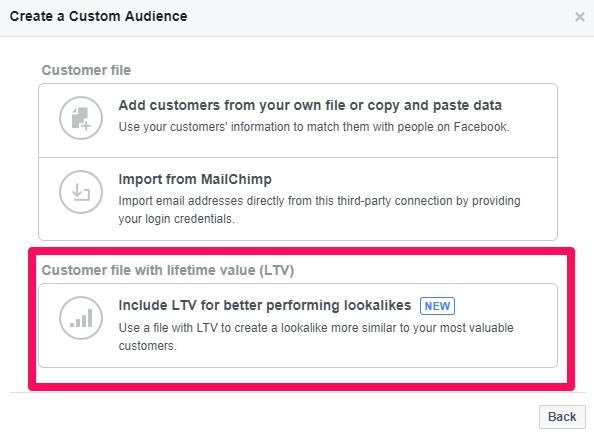 Create a Custom Audience
Customer file
Add customers from your own file or copy and paste data
Use your customers' information to match them with people on Facebook.
Import from MailChimp
Import email addresses directly from this third-party connection by providing
your login credentials.
Customer file with lifetime value (LTV)
Include LTV for better performing lookalikes NEW
Use a file with LTV to create a lookalike more similar to your most valuable
customers.
Back